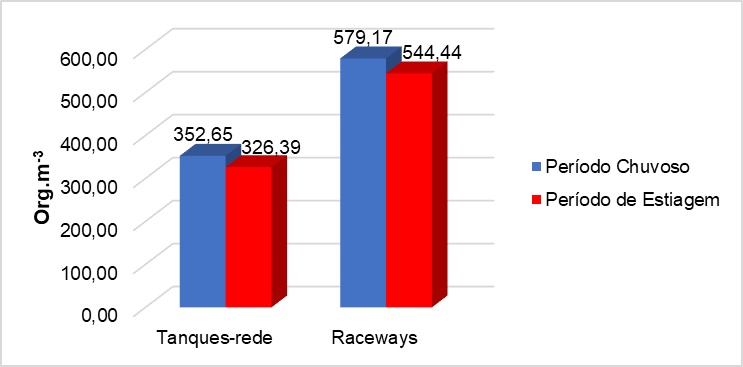 579,17
600,00
544,44
500,00
400,00
352,65
326,39
300,00
200,00
100,00
0,00
Org.m-³
Tanques-rede
Raceways
Período Chuvoso
Período de Estiagem